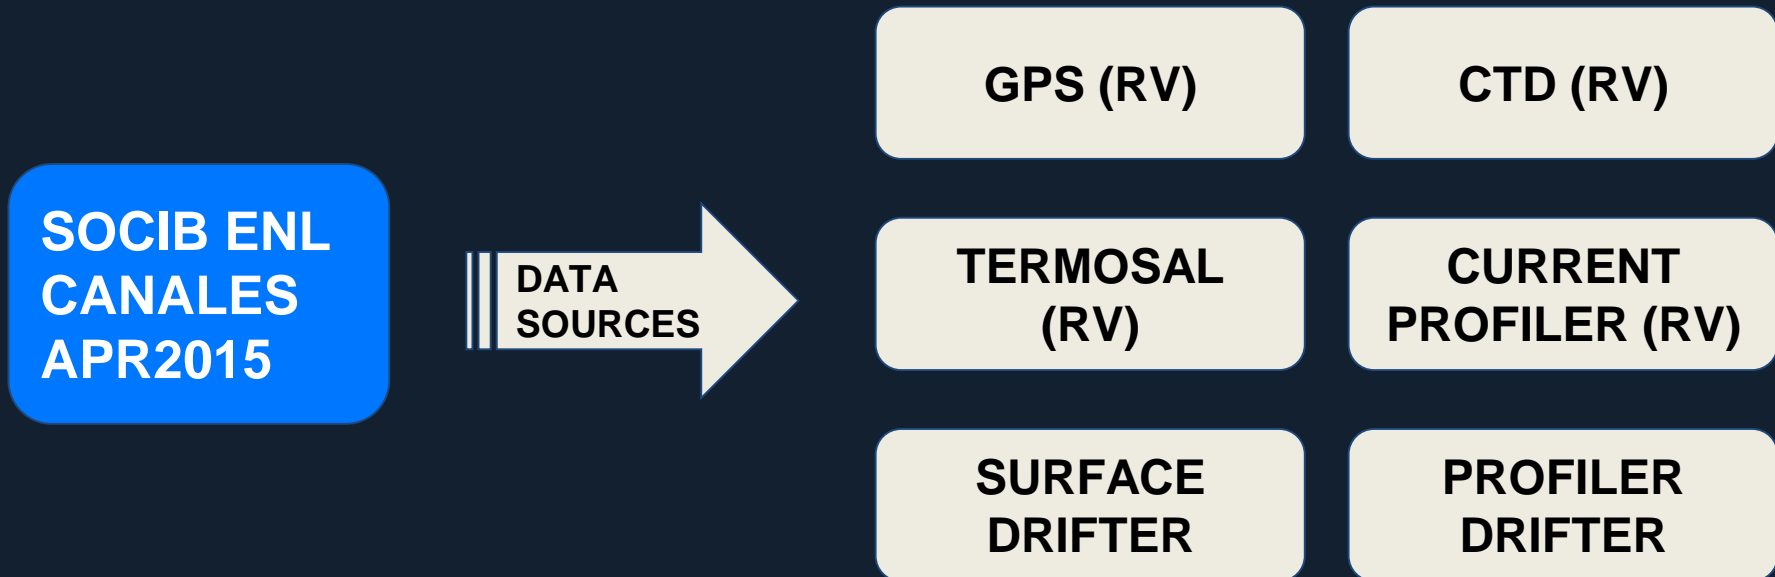 SOCIB ENL
CANALES
APR2015
DATA
SOURCES
GPS (RV)
CTD (RV)
TERMOSAL
(RV)
CURRENT
PROFILER (RV)
SURFACE
DRIFTER
PROFILER
DRIFTER